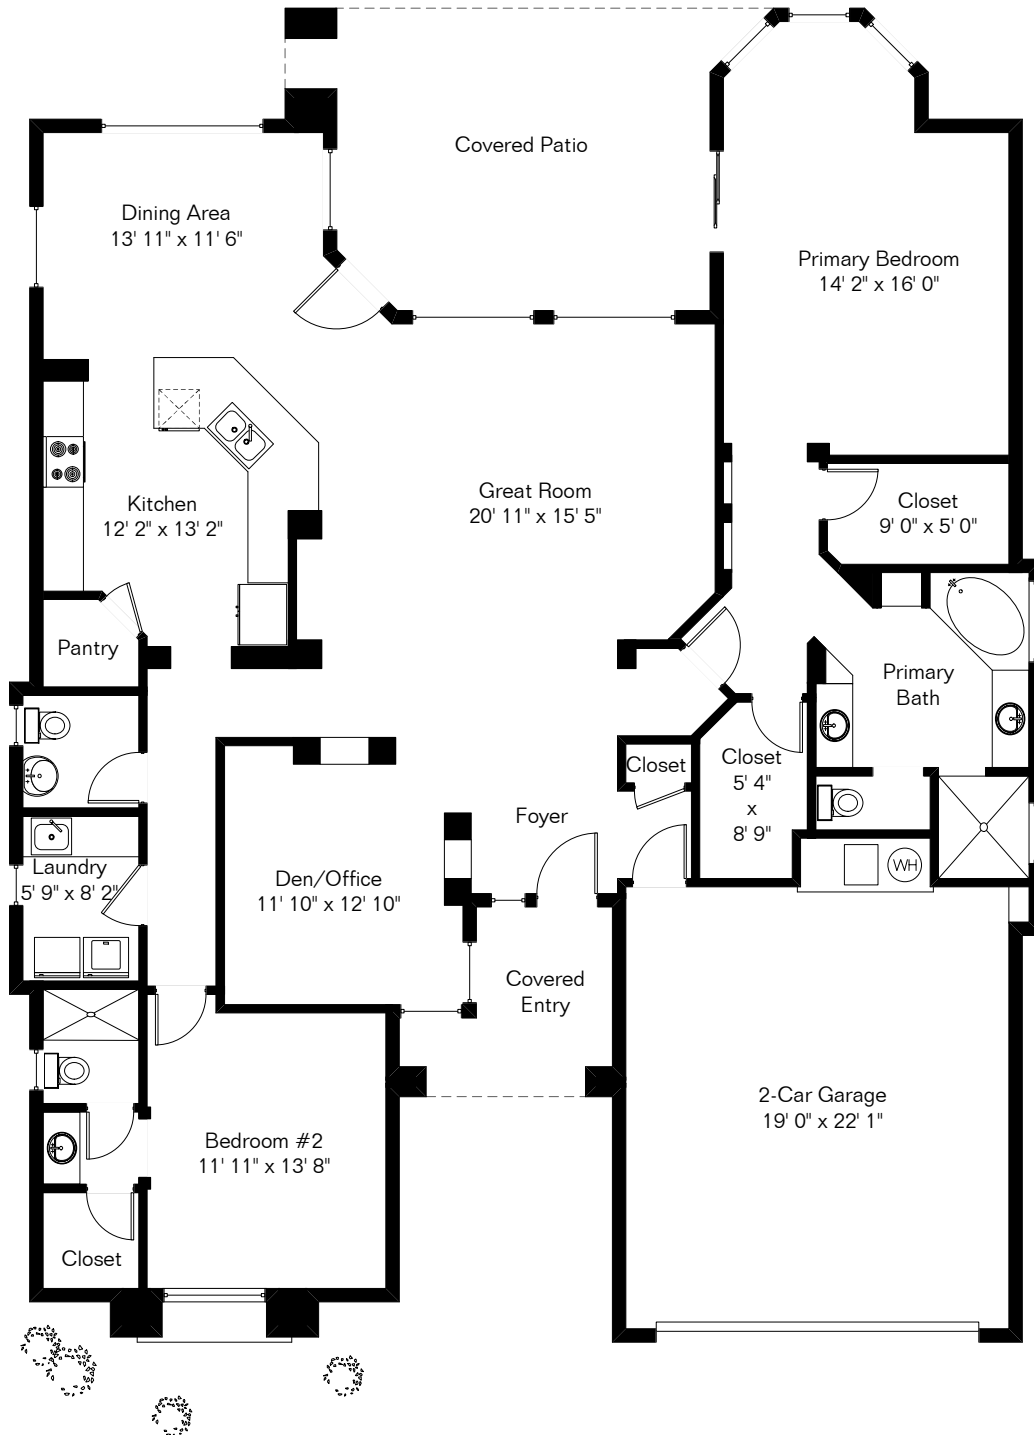 Covered Patio
Dining Area
13' 11" x 11' 6"
Primary Bedroom
14' 2" x 16' 0"
Kitchen
12' 2" x 13' 2"
Great Room
20' 11" x 15' 5"
Closet
9' 0" x 5' 0"
Pantry
Primary
Bath
Closet
Closet
5' 4"
x
8' 9"
Foyer
Laundry
5' 9" x 8' 2"
Den/Office
11' 10" x 12' 10"
WH
Covered
Entry
2-Car Garage
19' 0" x 22' 1"
Bedroom #2
11' 11" x 13' 8"
Closet